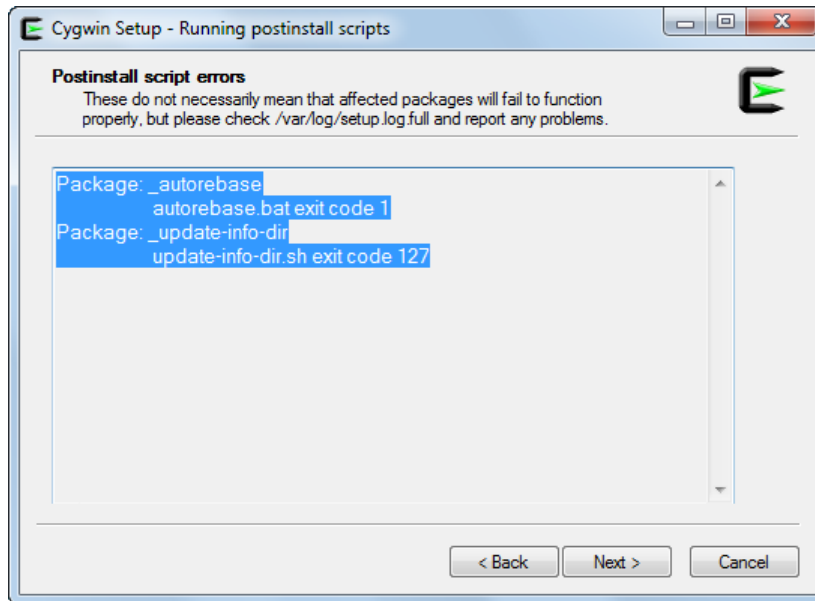 Cygwin Setup - Running postinstall scripts
Postinstall script errors
These do not necessarily mean that affected packages will fail to function
properly, but please check /var/log/setup.log.full and report any problems.
Package: _autorebase
autorebase.bat exit code 1
Package: _update-info-dir
update-info-dir.sh exit code 127
< Back Next > Cancel